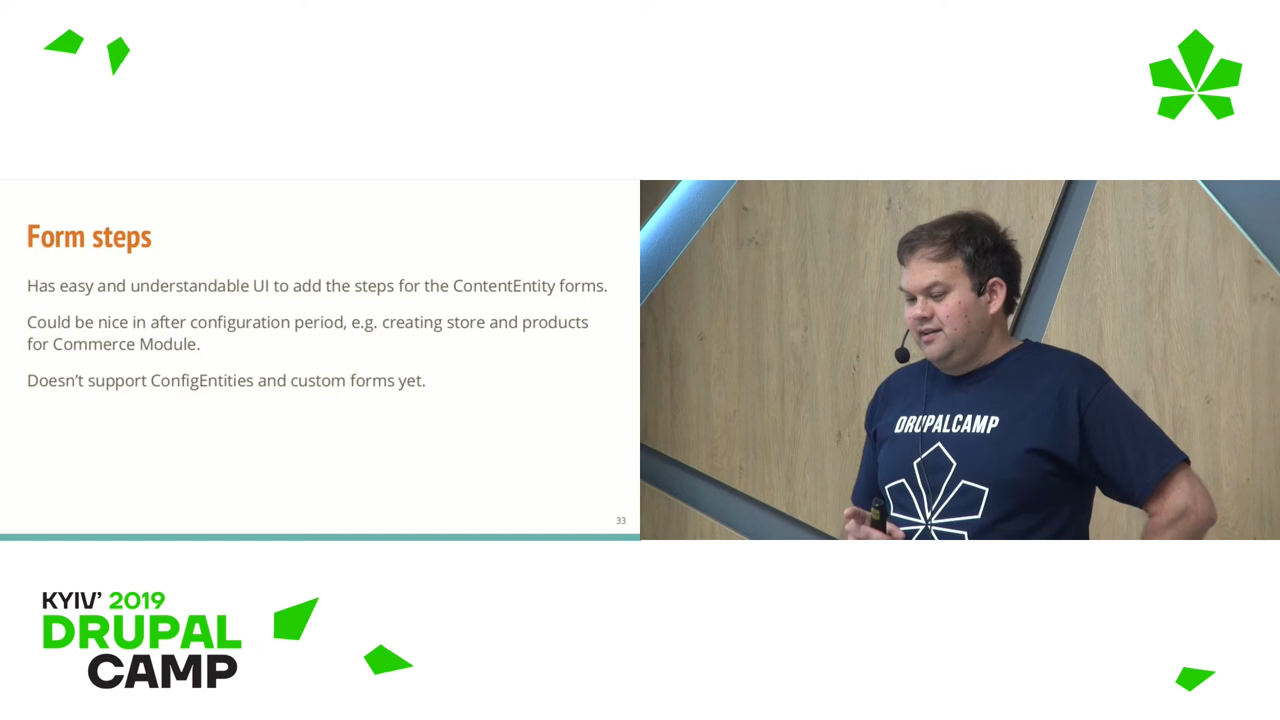 Form steps
Has easy and understandable UI to add the steps for the ContentEntity forms.
Could be nice in after configuration period, e.g. creating store and products
for Commerce Module.
Doesn't support ConfigEntities and custom forms yet.
33
DRUPALCAMP
KYIV' 2019
DRUPAL
CAMP